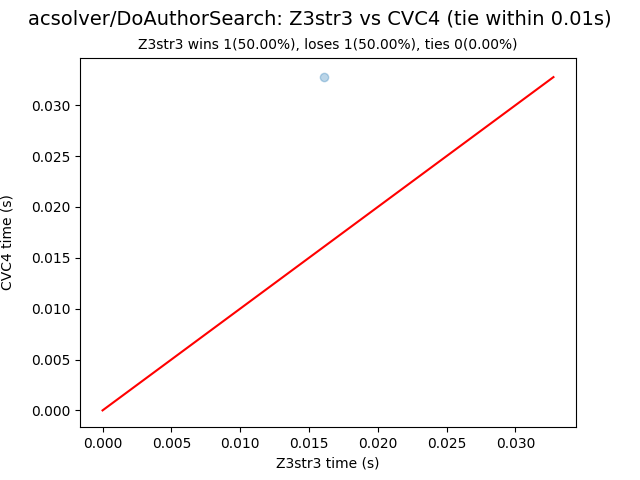 acsolver/DoAuthorSearch: Z3str3 vs CVC4 (tie within 0.01s)
Z3str3 wins 1(50.00%), loses 1(50.00%), ties 0(0.00%)
CVC4 time (s)
0.030
0.025
0.020
0.015
0.010
0.005
0.000
0.000 0.005 0.010 0.015 0.020 0.025 0.030
Z3str3 time (s)